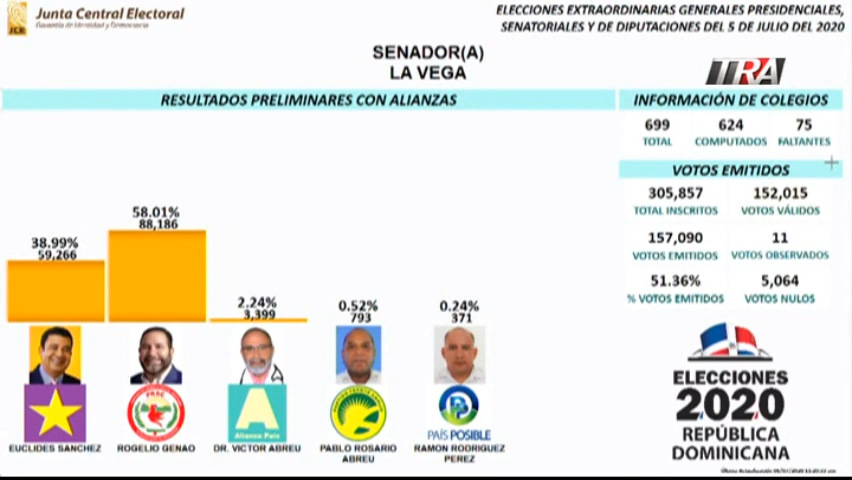 Junta Central Electoral
Garantía de Identidad y Democracia
JCE
ELECCIONES EXTRAORDINARIAS GENERALES PRESIDENCIALES,
SENATORIALES Y DE DIPUTACIONES DEL 5 DE JULIO DEL 2020
SENADOR(A)
LA VEGA
TRA
RESULTADOS PRELIMINARES CON ALIANZAS
INFORMACIÓN DE COLEGIOS
699 624 75
TOTAL COMPUTADOS FALTANTES
VOTOS EMITIDOS
305,857 152,015
TOTAL INSCRITOS VOTOS VÁLIDOS
157,090 11
VOTOS EMITIDOS VOTOS OBSERVADOS
51.36% 5,064
% VOTOS EMITIDOS VOTOS NULOS
38.99%
59,266
58.01%
88,186
2.24%
3,399
0.52%
793
0.24%
371
A
Alianza País
PAÍS POSIBLE
EUCLIDES SANCHEZ
ROGELIO GENAO
DR. VICTOR ABREU
PABLO ROSARIO
ABREU
RAMON RODRIGUEZ
PEREZ
ELECCIONES
2020
REPÚBLICA
DOMINICANA